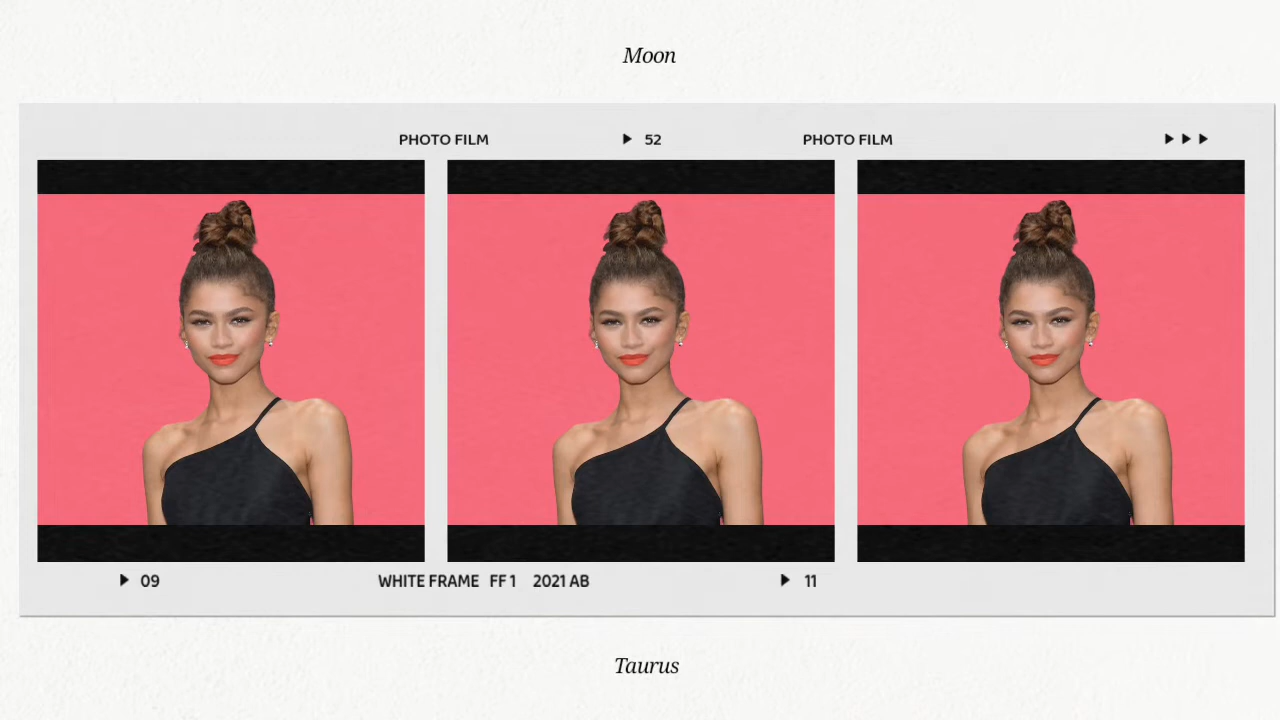 Moon
PHOTO FILM ▶ 52 PHOTO FILM ▶ ▶ ▶
▶ 09 WHITE FRAME FF 1 2021 AB ▶ 11
Taurus